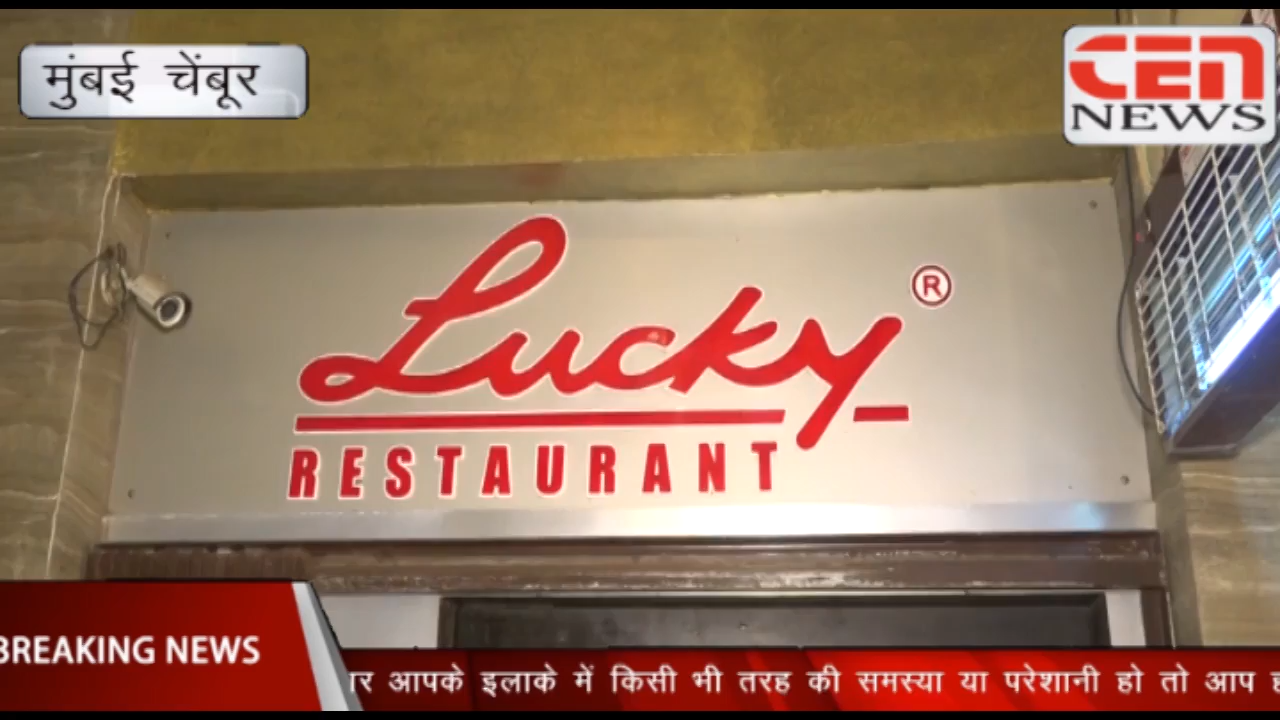 मुंबई चेंबूर
CEN
NEWS
Lucky ®
RESTAURANT
BREAKING NEWS
आपके इलाके में किसी भी तरह की समस्या या परेशानी हो तो आप